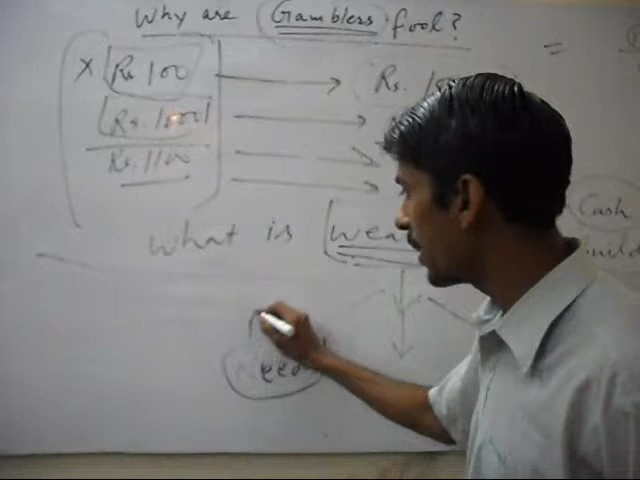 Why are Gamblers fool?
x Rs 100 Rs.
Rs. 1000
Rs. 1100
What is
Cash
Need